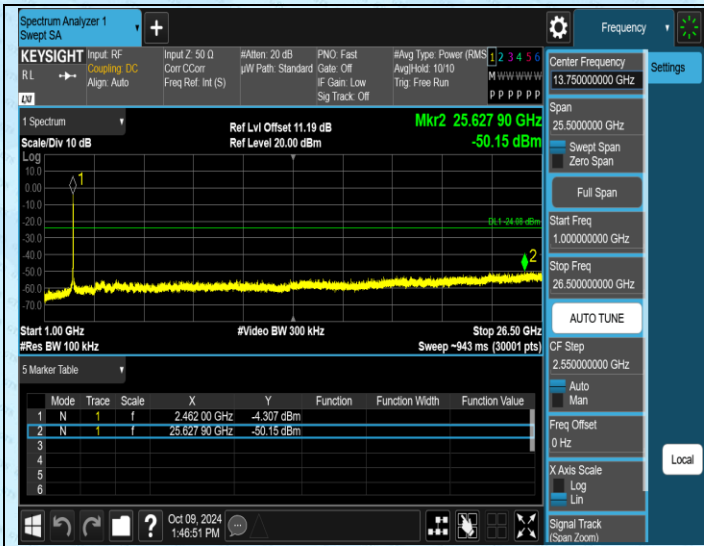 Spectrum Analyzer 1
Swept SA
+
Frequency
KEYSIGHT
RL
LXI
Input: RF
Coupling: DC
Align: Auto
Input Z: 50 Ω
Corr CCorr
Freq Ref: Int (S)
#Atten: 20 dB
µW Path: Standard
PNO: Fast
Gate: Off
IF Gain: Low
Sig Track: Off
#Avg Type: Power (RMS
Avg|Hold: 10/10
Trig: Free Run
1 2 3 4 5 6
M W W W W W
P P P P P P
1 Spectrum
Scale/Div 10 dB
Ref Lvl Offset 11.19 dB
Ref Level 20.00 dBm
Mkr2 25.627 90 GHz
-50.15 dBm
Log
10.0
0.00
-10.0
-20.0
-30.0
-40.0
-50.0
-60.0
-70.0
1
DL1 -24.08 dBm
2
Start 1.00 GHz
#Res BW 100 kHz
#Video BW 300 kHz
Stop 26.50 GHz
Sweep ~943 ms (30001 pts)
5 Marker Table
Mode Trace Scale X Y Function Function Width Function Value
1 N 1 f 2.462 00 GHz -4.307 dBm
2 N 1 f 25.627 90 GHz -50.15 dBm
3
4
5
6
Oct 09, 2024
1:46:51 PM
?
Center Frequency
13.750000000 GHz
Settings
Span
25.5000000 GHz
Swept Span
Zero Span
Full Span
Start Freq
1.000000000 GHz
Stop Freq
26.500000000 GHz
AUTO TUNE
CF Step
2.550000000 GHz
Auto
Man
Freq Offset
0 Hz
X Axis Scale
Log
Lin
Signal Track
(Span Zoom)
Local